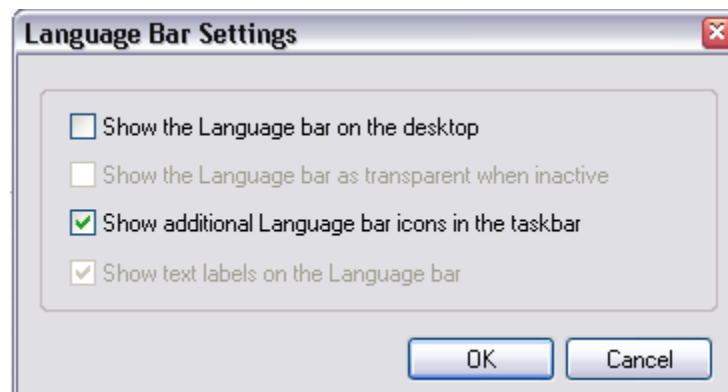 Language Bar Settings
Show the Language bar on the desktop
Show the Language bar as transparent when inactive
Show additional Language bar icons in the taskbar
Show text labels on the Language bar
OK Cancel